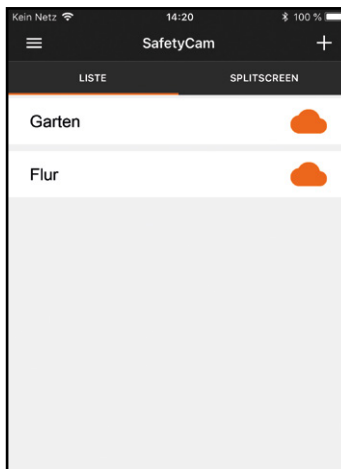 Kein Netz 14:20 100 %
SafetyCam
LISTE SPLITSCREEN
Garten
Flur